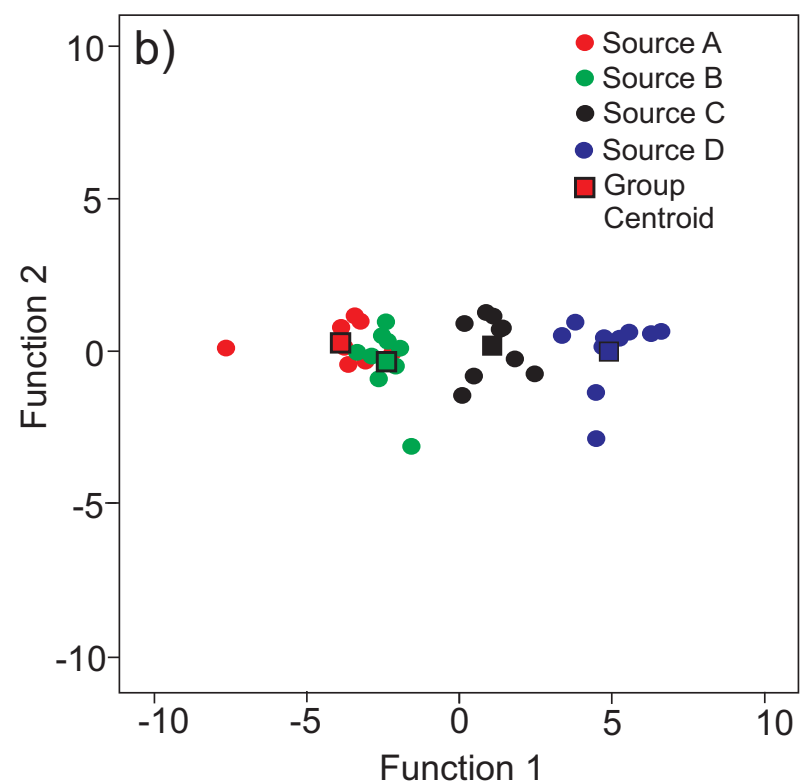 b)
Source A
Source B
Source C
Source D
Group
Centroid
10
5
0
-5
-10
Function 2
-10
-5
0
5
10
Function 1